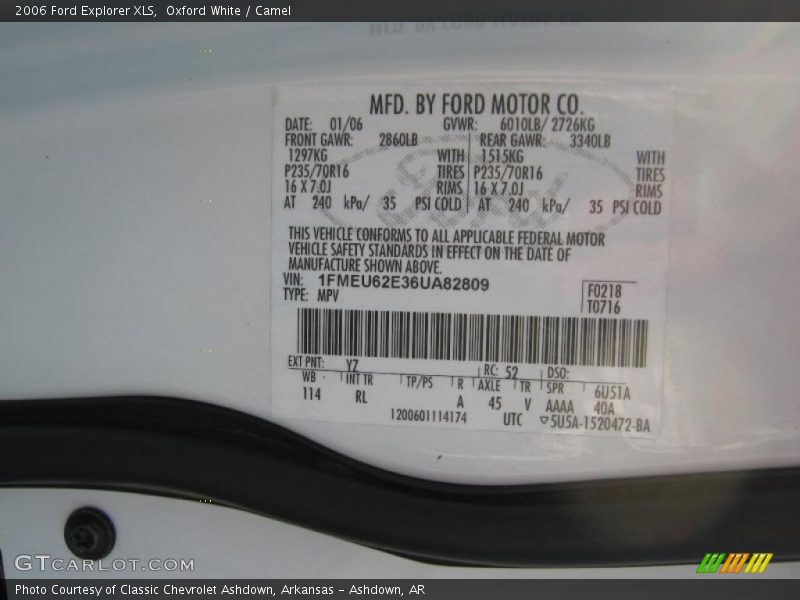 2006 Ford Explorer XLS,  Oxford White / Camel
MFD. BY FORD MOTOR CO.
DATE: 01/06 GVWR: 6010LB/ 2726KG
FRONT GAWR: 2860LB REAR GAWR: 3340LB
1297KG WITH 1515KG WITH
P235/70R16 TIRES P235/70R16 TIRES
16 X 7.0J RIMS 16 X 7.0J RIMS
AT 240 kPa/ 35 PSI COLD AT 240 kPa/ 35 PSI COLD
THIS VEHICLE CONFORMS TO ALL APPLICABLE FEDERAL MOTOR
VEHICLE SAFETY STANDARDS IN EFFECT ON THE DATE OF
MANUFACTURE SHOWN ABOVE.
VIN: 1FMEU62E36UA82809
TYPE: MPV
F0218
T0716
EXT PNT: YZ RC: 52 DSO:
WB INT TR TP/PS R AXLE TR SPR 6U51A
114 RL A 45 V AAAA 40A
1200601114174 UTC ▽5U5A-1520472-BA
GTCARLOT.COM
Photo Courtesy of Classic Chevrolet Ashdown, Arkansas - Ashdown, AR